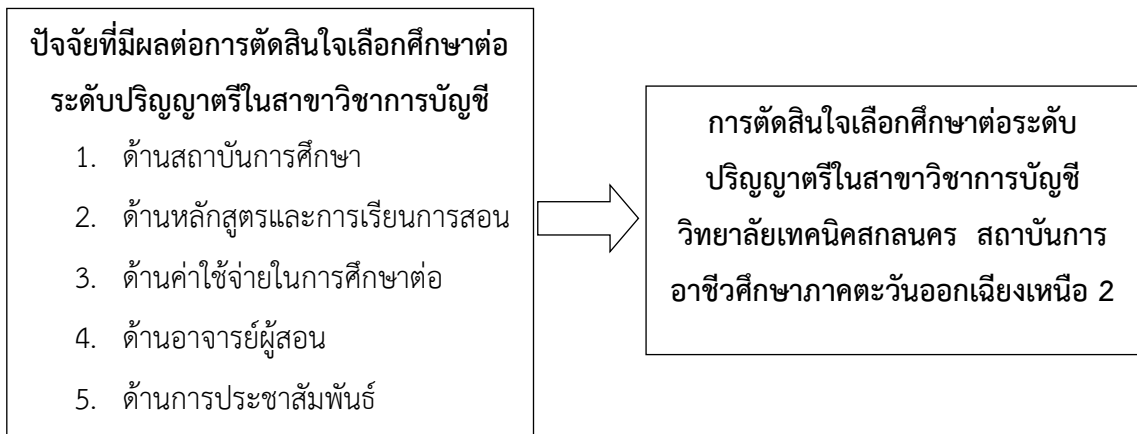 ปัจจัยที่มีผลต่อการตัดสินใจเลือกศึกษาต่อ
ระดับปริญญาตรีในสาขาวิชาการบัญชี
1. ด้านสถาบันการศึกษา
2. ด้านหลักสูตรและการเรียนการสอน
3. ด้านค่าใช้จ่ายในการศึกษาต่อ
4. ด้านอาจารย์ผู้สอน
5. ด้านการประชาสัมพันธ์
การตัดสินใจเลือกศึกษาต่อระดับ
ปริญญาตรีในสาขาวิชาการบัญชี
วิทยาลัยเทคนิคสกลนคร สถาบันการ
อาชีวศึกษาภาคตะวันออกเฉียงเหนือ 2